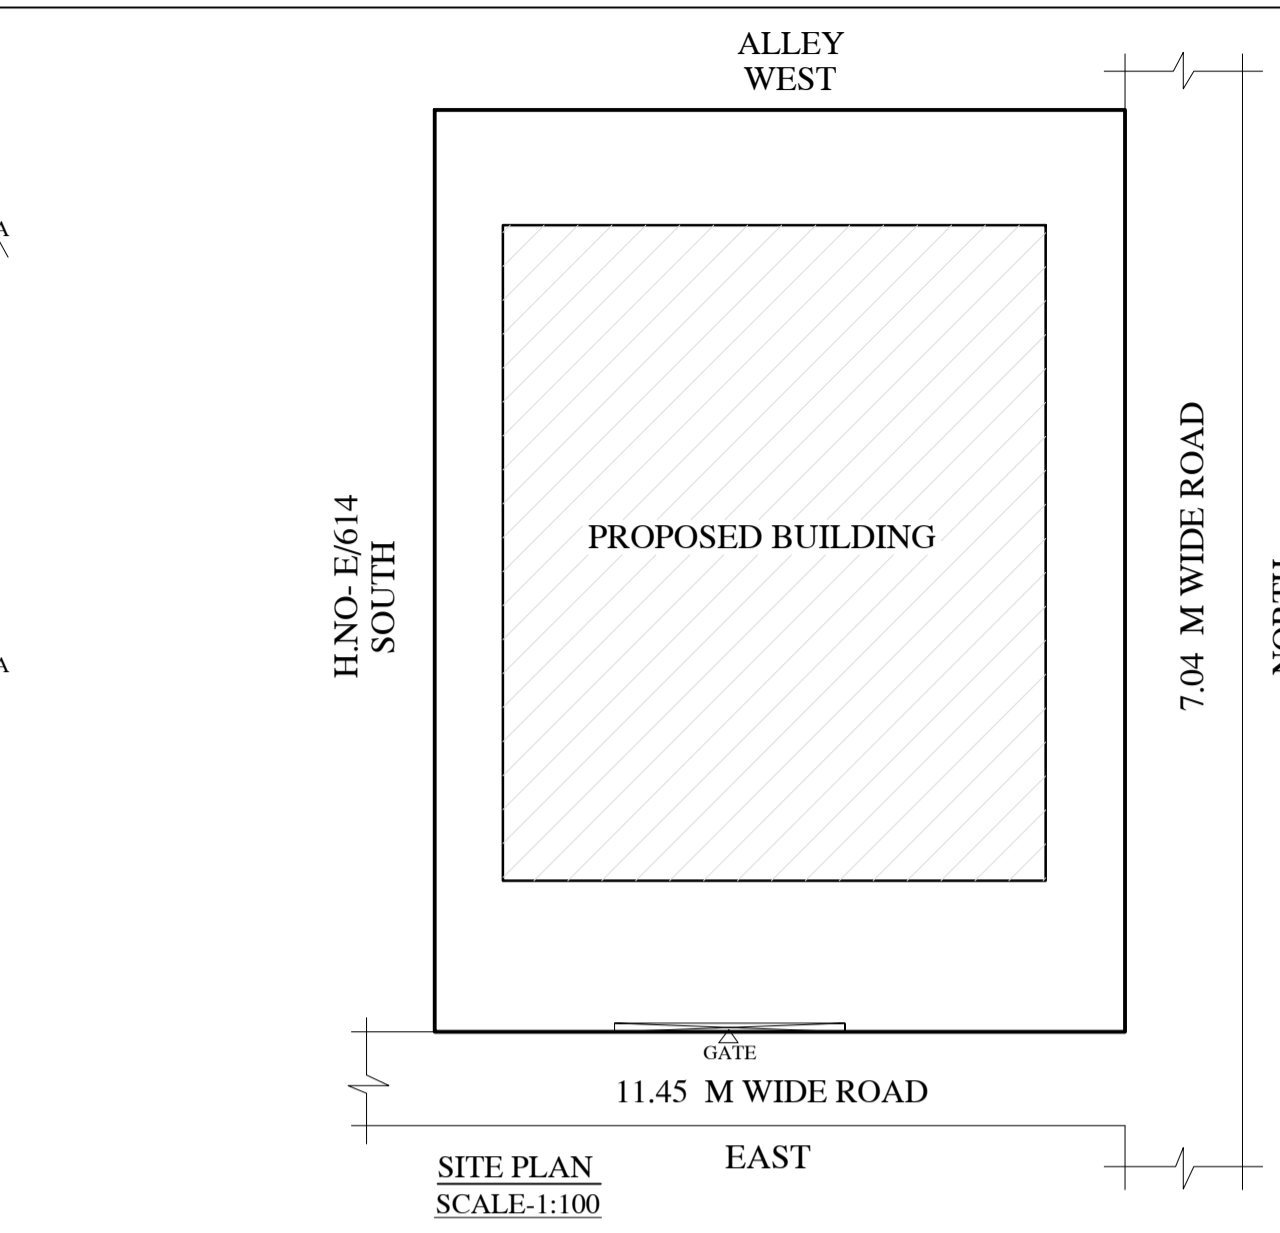 ALLEY
WEST
A
A
H.NO- E/614
SOUTH
PROPOSED BUILDING
7.04 M WIDE ROAD
NORTH
GATE
11.45 M WIDE ROAD
EAST
SITE PLAN
SCALE-1:100